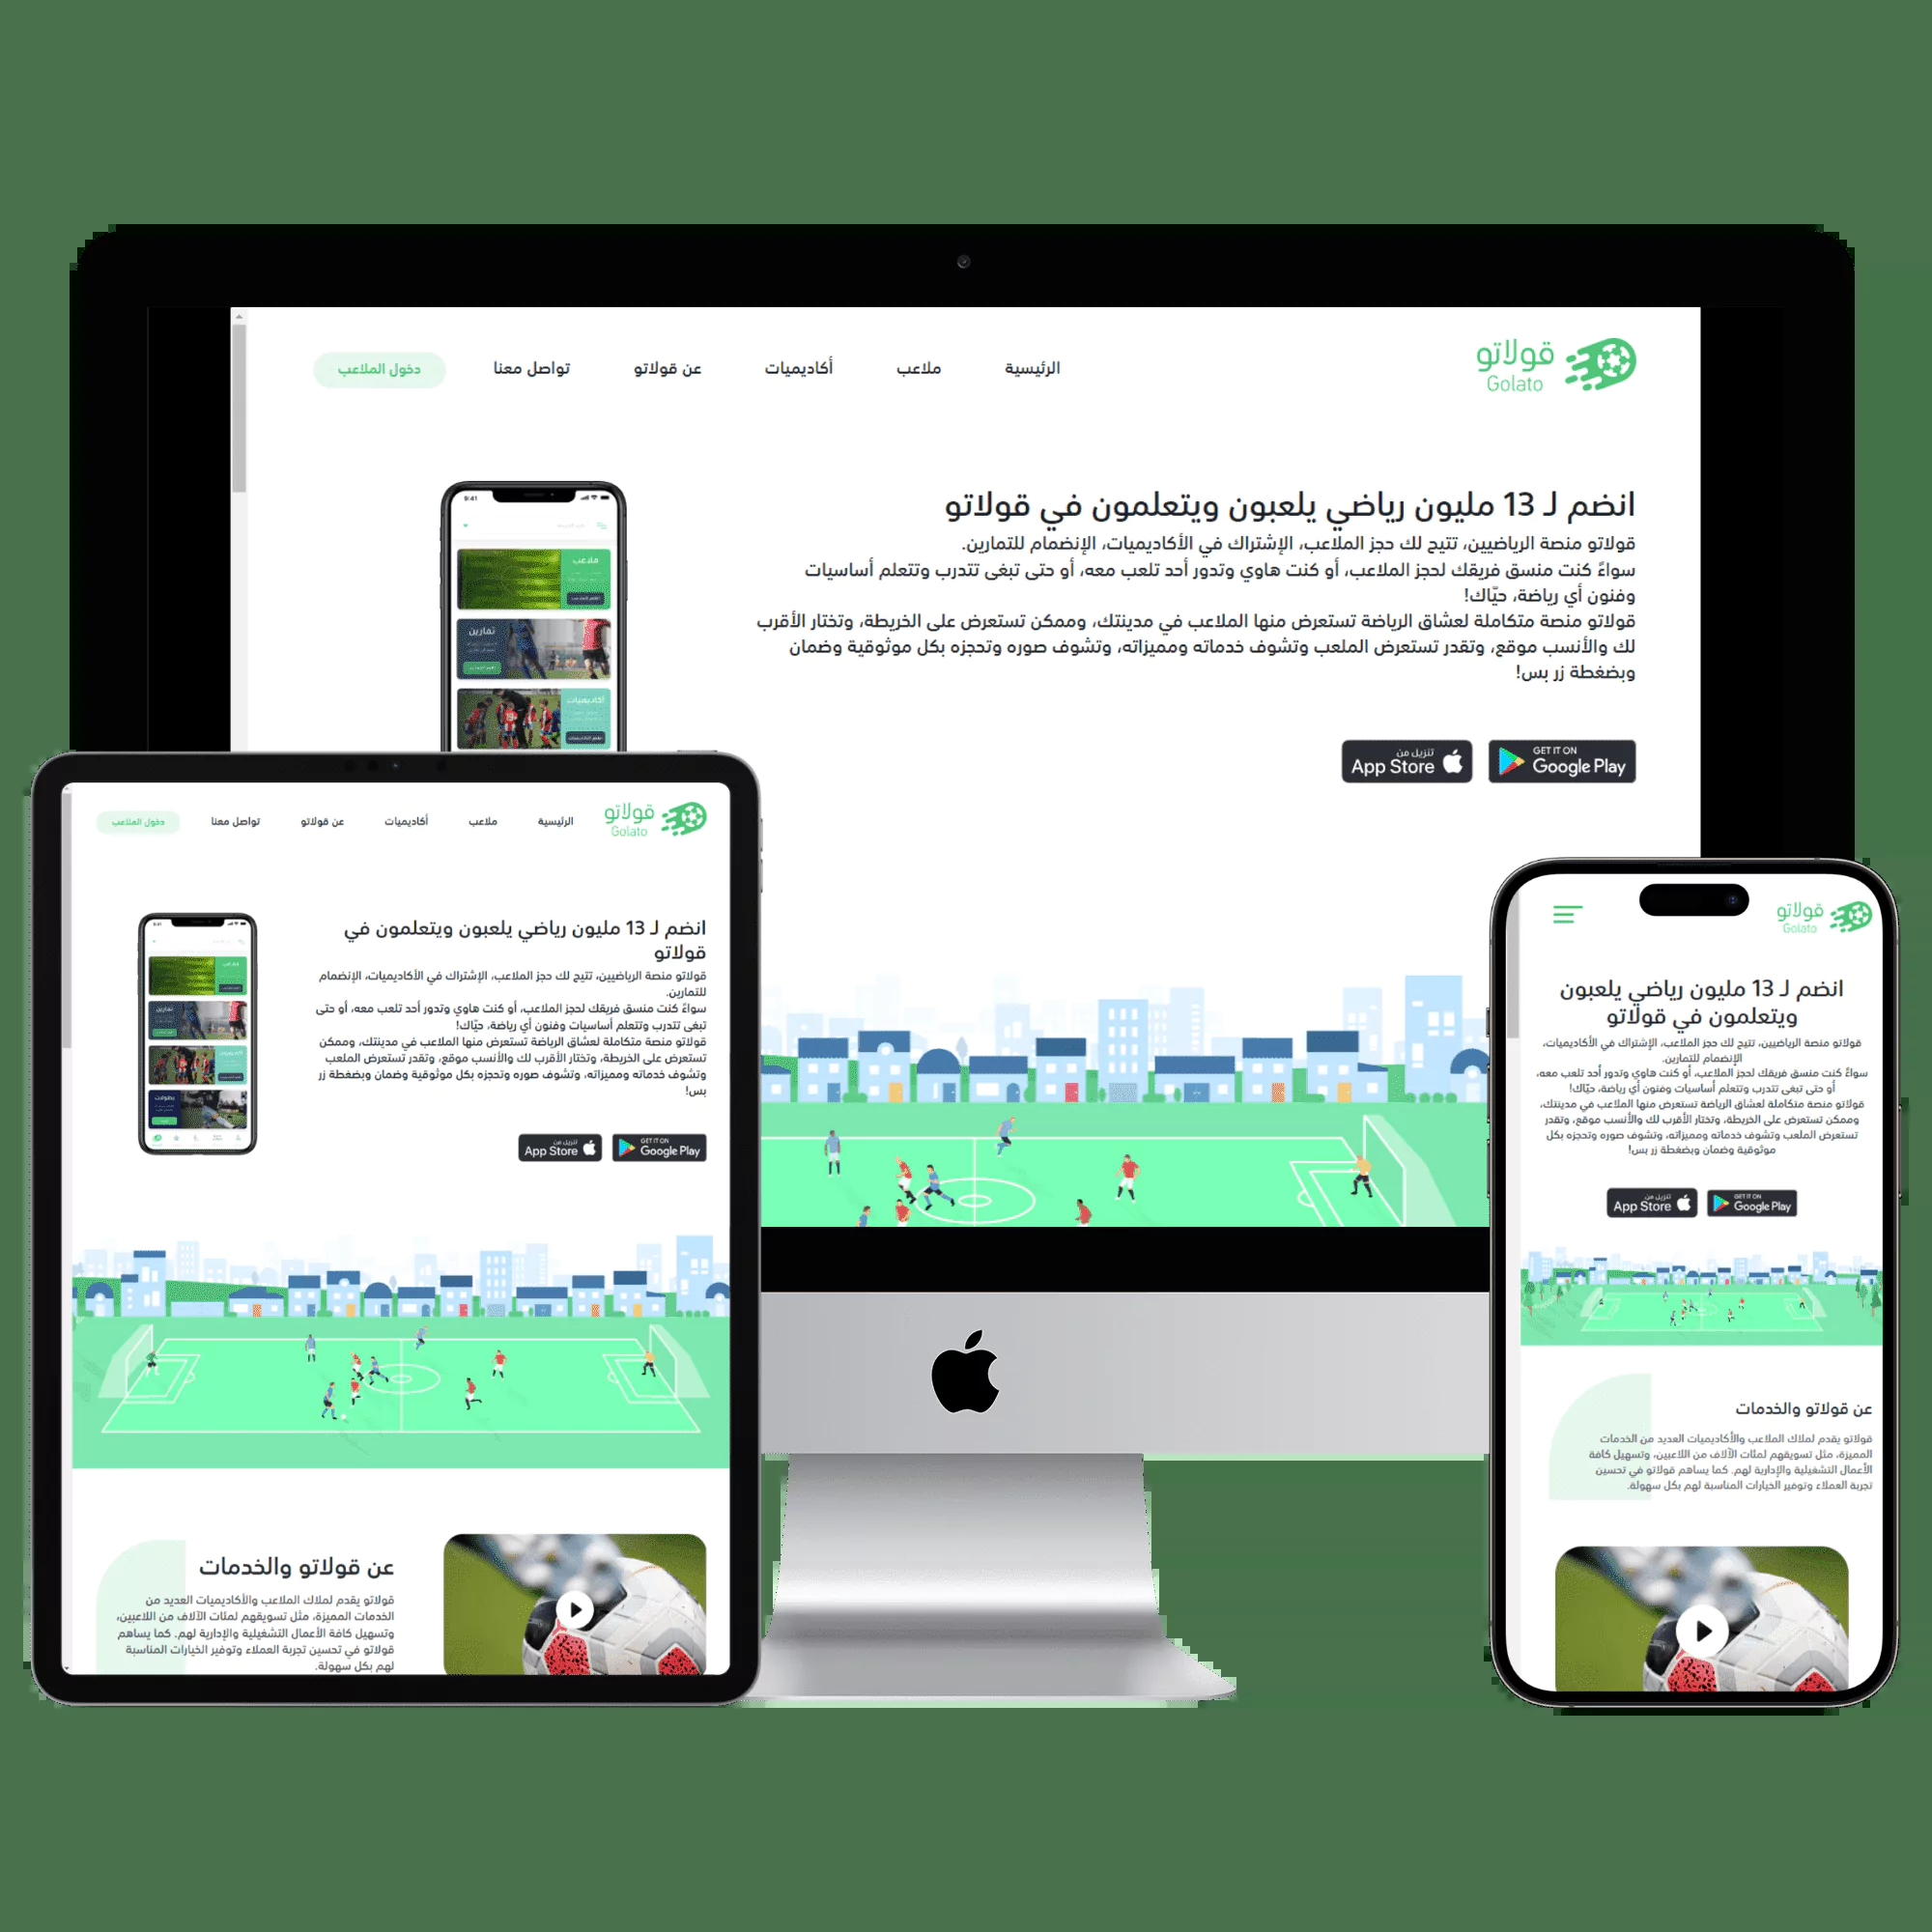 قولاتو
Golato
الرئيسية
ملاعب
أكاديميات
عن قولاتو
تواصل معنا
دخول الملاعب
انضم لـ 13 مليون رياضي يلعبون ويتعلمون في قولاتو
قولاتو منصة الرياضيين، تتيح لك حجز الملاعب، الإشتراك في الأكاديميات، الإنضمام للتمارين.
سواءً كنت منسق فريقك لحجز الملاعب، أو كنت هاوي وتدور أحد تلعب معه، أو حتى تبغى تتدرب وتتعلم أساسيات
وفنون أي رياضة، حيّاك!
قولاتو منصة متكاملة لعشاق الرياضة تستعرض منها الملاعب في مدينتك، وممكن تستعرض على الخريطة، وتختار الأقرب
لك والأنسب موقع، وتقدر تستعرض الملعب وتشوف خدماته ومميزاته، وتشوف صوره وتحجزه بكل موثوقية وضمان
وبضغطة زر بس!
GET IT ON
Google Play
تنزيل من
App Store
9:41
ملاعب
تمارين
أكاديميات
قولاتو
Golato
الرئيسية
ملاعب
أكاديميات
عن قولاتو
تواصل معنا
دخول الملاعب
انضم لـ 13 مليون رياضي يلعبون ويتعلمون في
قولاتو
قولاتو منصة الرياضيين، تتيح لك حجز الملاعب، الإشتراك في الأكاديميات، الإنضمام
للتمارين.
سواءً كنت منسق فريقك لحجز الملاعب، أو كنت هاوي وتدور أحد تلعب معه، أو حتى
تبغى تتدرب وتتعلم أساسيات وفنون أي رياضة، حيّاك!
قولاتو منصة متكاملة لعشاق الرياضة تستعرض منها الملاعب في مدينتك، وممكن
تستعرض على الخريطة، وتختار الأقرب لك والأنسب موقع، وتقدر تستعرض الملعب
وتشوف خدماته ومميزاته، وتشوف صوره وتحجزه بكل موثوقية وضمان وبضغطة زر
بس!
GET IT ON
Google Play
تنزيل من
App Store
ملاعب
تمارين
أكاديميات
بطولات
عن قولاتو والخدمات
قولاتو يقدم لملاك الملاعب والأكاديميات العديد من
الخدمات المميزة، مثل تسويقهم لمئات الآلاف من اللاعبين،
وتسهيل كافة الأعمال التشغيلية والإدارية لهم. كما يساهم
قولاتو في تحسين تجربة العملاء وتوفير الخيارات المناسبة
لهم بكل سهولة.
قولاتو
Golato
انضم لـ 13 مليون رياضي يلعبون
ويتعلمون في قولاتو
قولاتو منصة الرياضيين، تتيح لك حجز الملاعب، الإشتراك في الأكاديميات،
الإنضمام للتمارين.
سواءً كنت منسق فريقك لحجز الملاعب، أو كنت هاوي وتدور أحد تلعب معه،
أو حتى تبغى تتدرب وتتعلم أساسيات وفنون أي رياضة، حيّاك!
قولاتو منصة متكاملة لعشاق الرياضة تستعرض منها الملاعب في مدينتك،
وممكن تستعرض على الخريطة، وتختار الأقرب لك والأنسب موقع، وتقدر
تستعرض الملعب وتشوف خدماته ومميزاته، وتشوف صوره وتحجزه بكل
موثوقية وضمان وبضغطة زر بس!
GET IT ON
Google Play
تنزيل من
App Store
عن قولاتو والخدمات
قولاتو يقدم لملاك الملاعب والأكاديميات العديد من الخدمات
المميزة، مثل تسويقهم لمئات الآلاف من اللاعبين، وتسهيل كافة
الأعمال التشغيلية والإدارية لهم. كما يساهم قولاتو في تحسين
تجربة العملاء وتوفير الخيارات المناسبة لهم بكل سهولة.